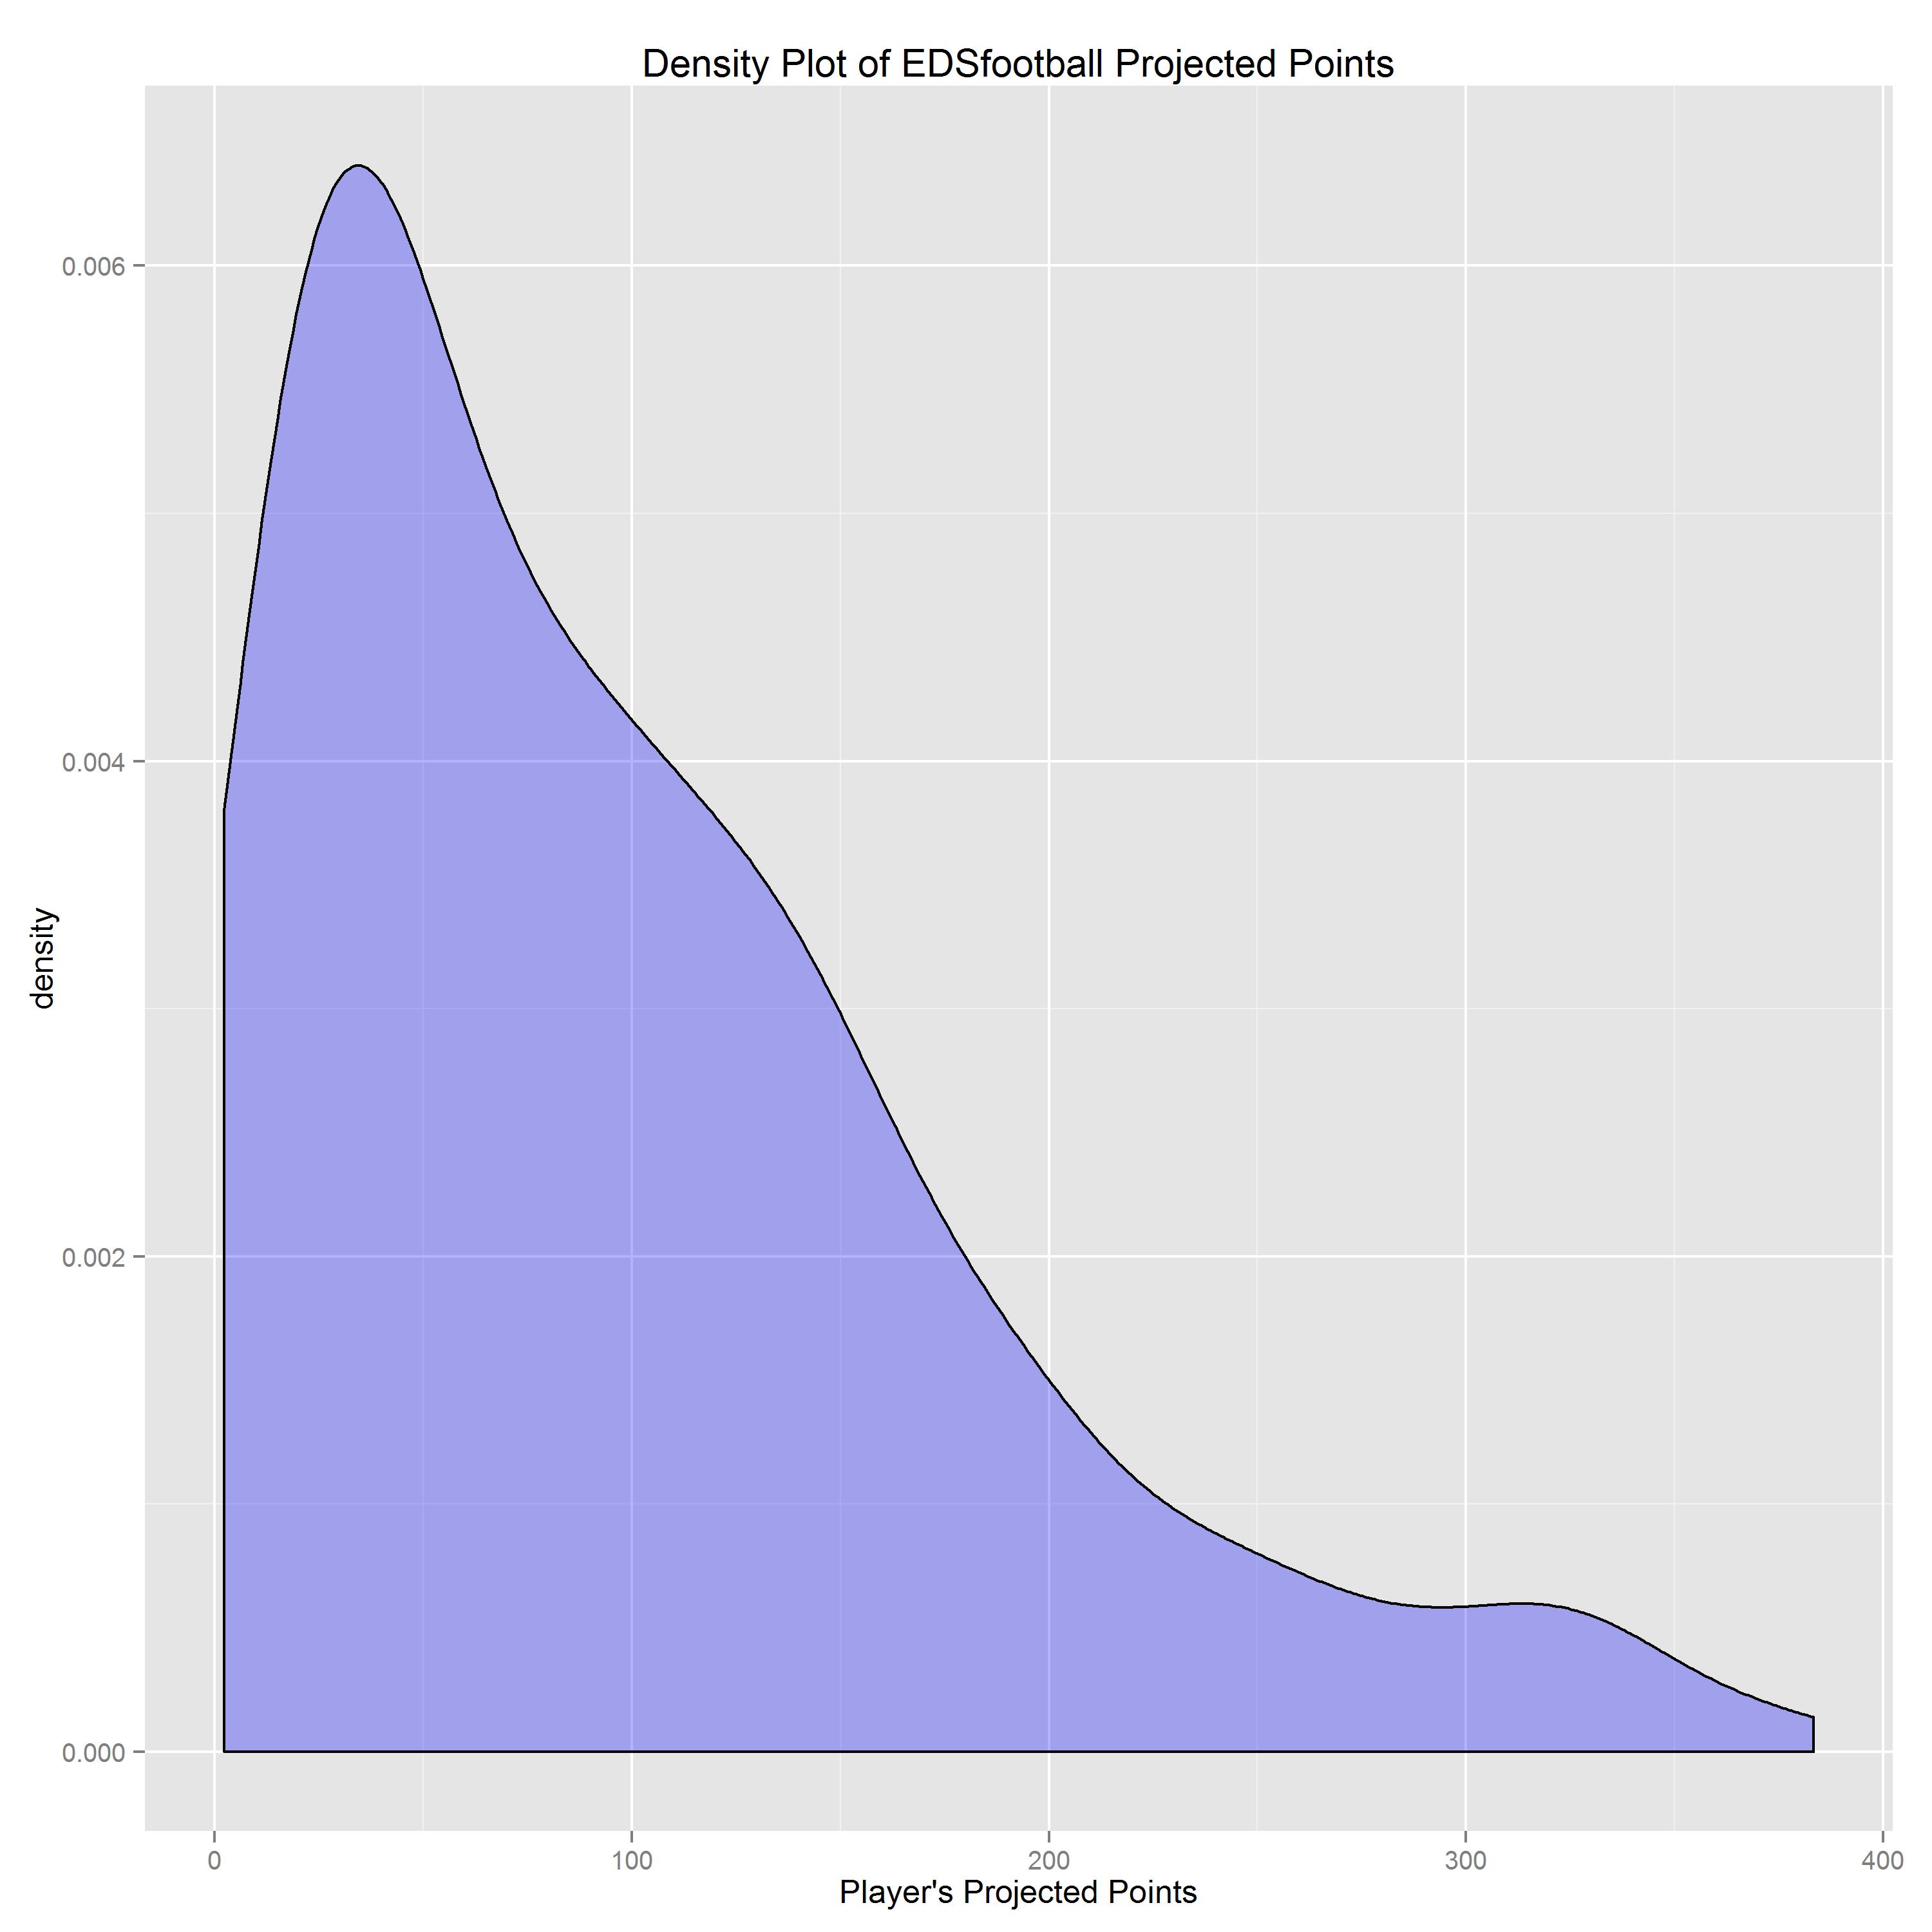 Density Plot of EDSfootball Projected Points
density
0.006
0.004
0.002
0.000
0 100 200 300 400
Player's Projected Points